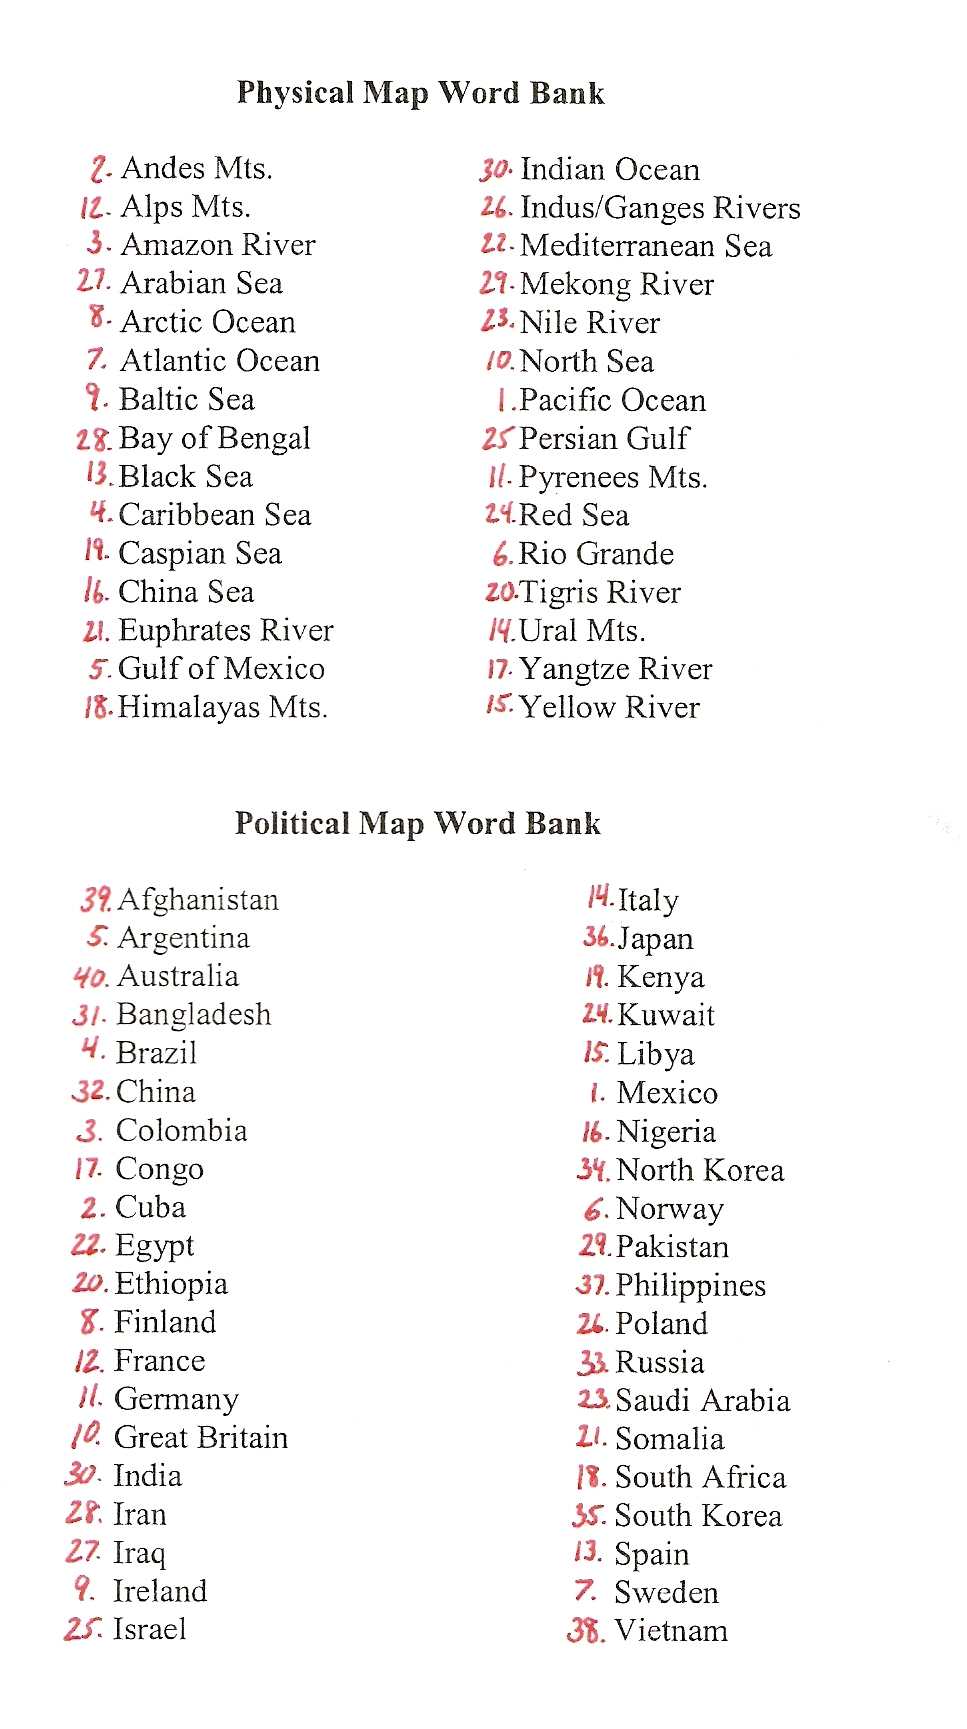 Physical Map Word Bank
2. Andes Mts.
12. Alps Mts.
3. Amazon River
27. Arabian Sea
8. Arctic Ocean
7. Atlantic Ocean
9. Baltic Sea
28. Bay of Bengal
13. Black Sea
4. Caribbean Sea
19. Caspian Sea
16. China Sea
21. Euphrates River
5. Gulf of Mexico
18. Himalayas Mts.
30. Indian Ocean
26. Indus/Ganges Rivers
22. Mediterranean Sea
29. Mekong River
23. Nile River
10. North Sea
1. Pacific Ocean
25 Persian Gulf
11. Pyrenees Mts.
24. Red Sea
6. Rio Grande
20. Tigris River
14. Ural Mts.
17. Yangtze River
15. Yellow River
Political Map Word Bank
39. Afghanistan
5. Argentina
40. Australia
31. Bangladesh
4. Brazil
32. China
3. Colombia
17. Congo
2. Cuba
22. Egypt
20. Ethiopia
8. Finland
12. France
11. Germany
10. Great Britain
30. India
28. Iran
27. Iraq
9. Ireland
25. Israel
14. Italy
36. Japan
19. Kenya
24. Kuwait
15. Libya
1. Mexico
16. Nigeria
34. North Korea
6. Norway
29. Pakistan
37. Philippines
26. Poland
33. Russia
23. Saudi Arabia
21. Somalia
18. South Africa
35. South Korea
13. Spain
7. Sweden
38. Vietnam